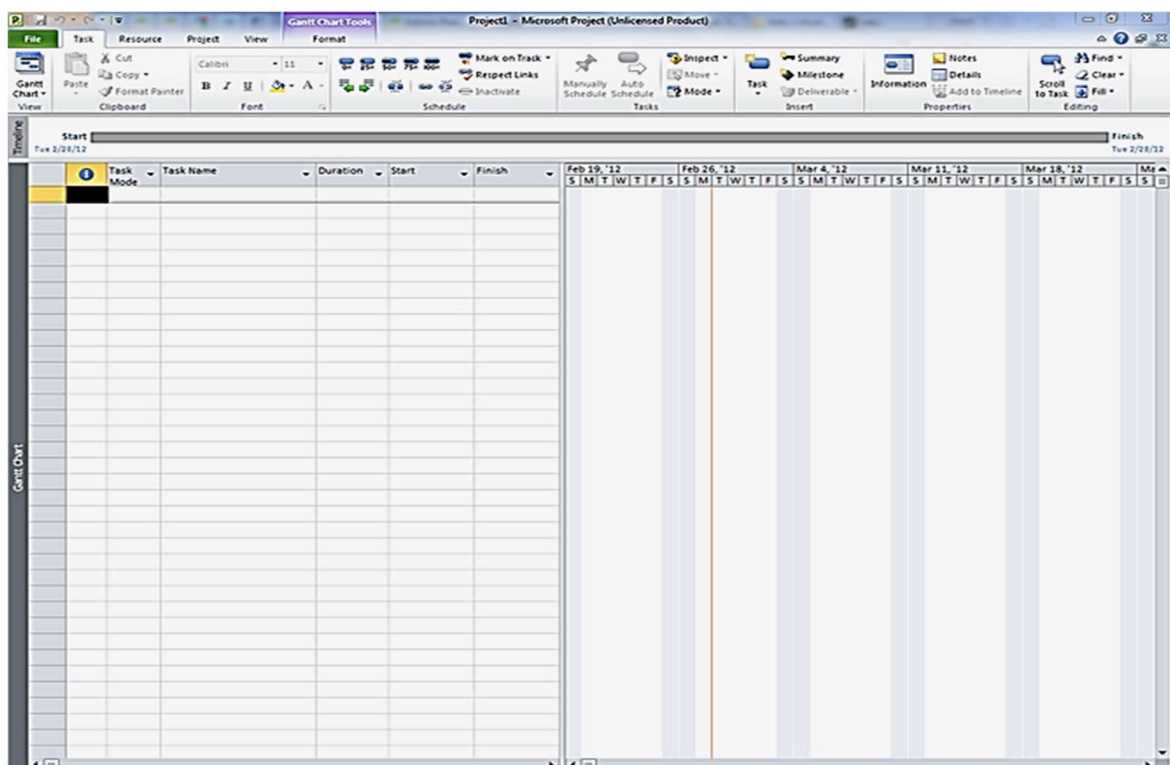 Gantt Chart Tools Project1 - Microsoft Project (Unlicensed Product)
File Task Resource Project View Format
Cut Calibri 11 Mark on Track Inspect Summary Notes Find
Copy Respect Links Move Milestone Details Clear
Gantt Chart Paste Format Painter B I U A Inactivate Manually Schedule Auto Schedule Mode Task Deliverable Information Add to Timeline Scroll to Task Fill
View Clipboard Font Schedule Tasks Insert Properties Editing
Timeline
Start Finish
Tue 2/28/12 Tue 2/28/12
Task Mode Task Name Duration Start Finish
Feb 19, '12 Feb 26, '12 Mar 4, '12 Mar 11, '12 Mar 18, '12 Ma
S M T W T F S S M T W T F S S M T W T F S S M T W T F S S M T W T F S S
Gantt Chart